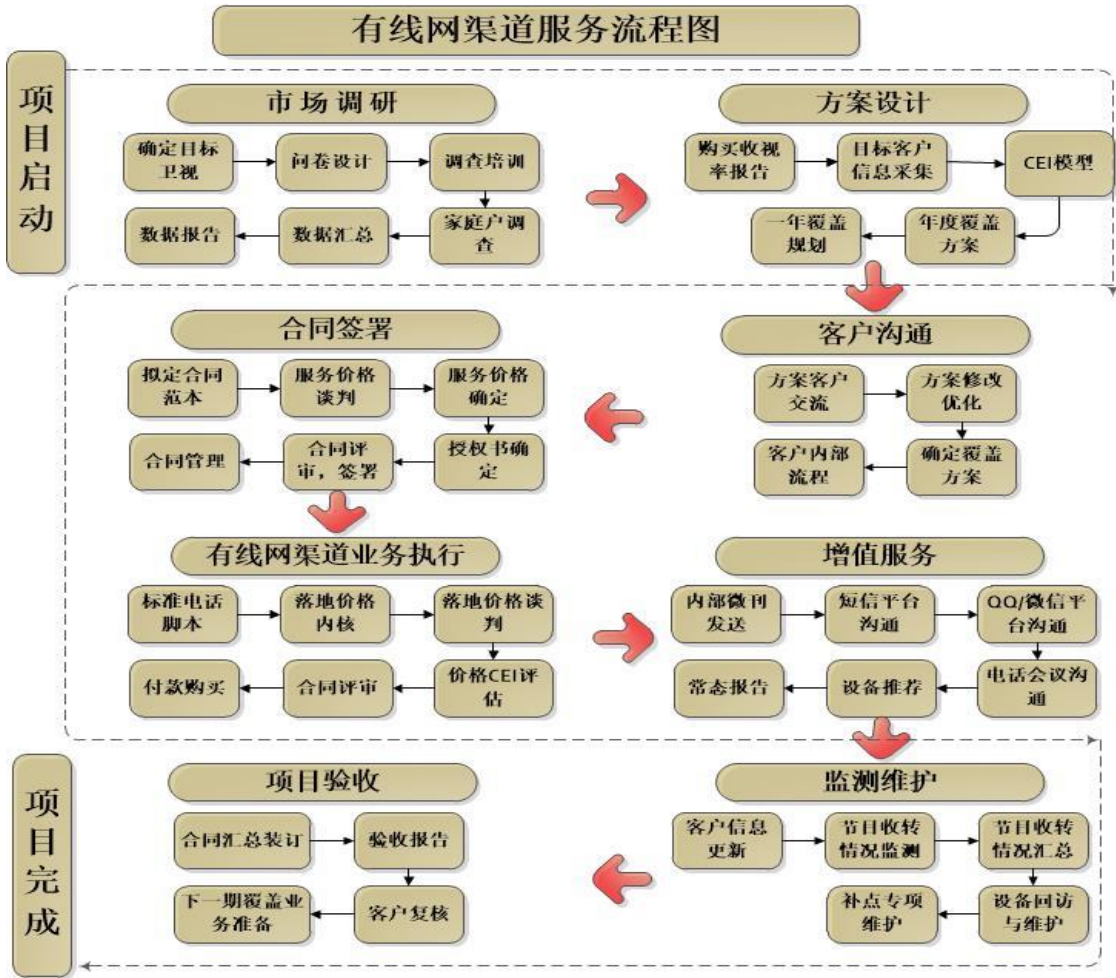 有线网渠道服务流程图
项目启动
市场调研
确定目标
卫视
问卷设计
调查培训
家庭户调
查
数据汇总
数据报告
方案设计
购买收视
率报告
目标客户
信息采集
CEI模型
年度覆盖
方案
一年覆盖
规划
客户沟通
方案客户
交流
方案修改
优化
确定覆盖
方案
客户内部
流程
合同签署
拟定合同
范本
服务价格
谈判
服务价格
确定
授权书确
定
合同评
审，签署
合同管理
有线网渠道业务执行
标准电话
脚本
落地价格
内核
落地价格谈
判
价格CEI评
估
合同评审
付款购买
增值服务
内部微刊
发送
短信平台
沟通
QQ/微信平
台沟通
电话会议沟
通
设备推荐
常态报告
监测维护
客户信息
更新
节目收转
情况监测
节目收转
情况汇总
设备回访
与维护
补点专项
维护
项目验收
合同汇总装订
验收报告
客户复核
下一期覆盖业
务准备
项目完成